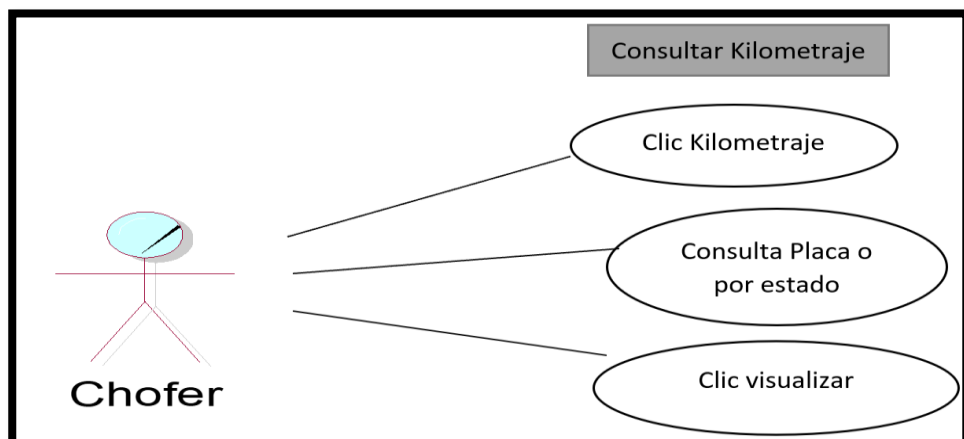 Consultar Kilometraje
Clic Kilometraje
Consulta Placa o
por estado
Clic visualizar
Chofer